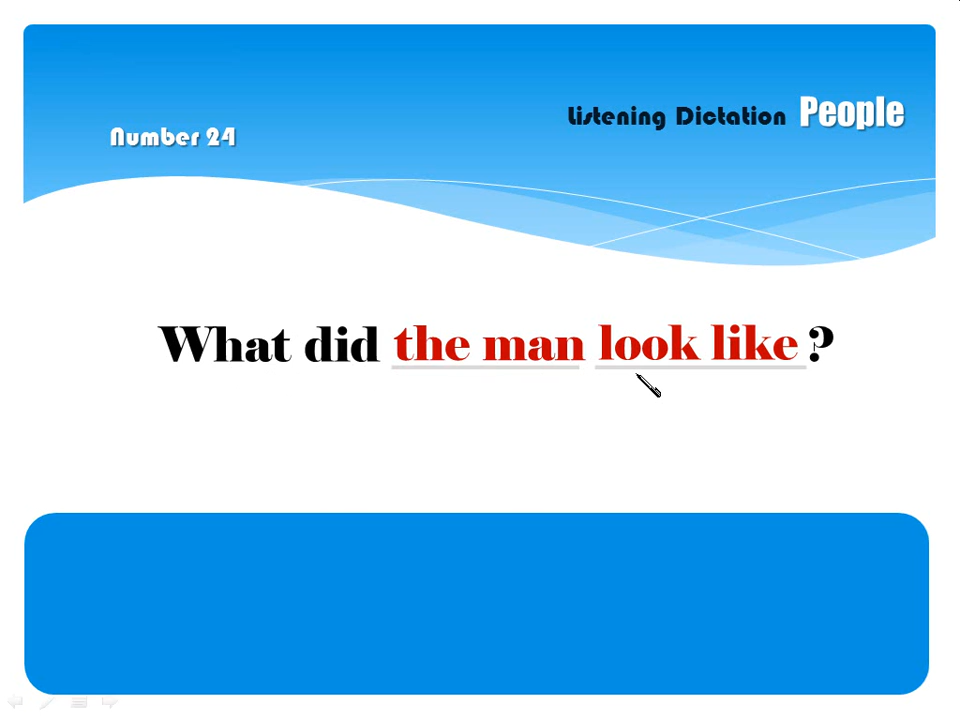 Listening Dictation People
Number 24
What did the man look like?